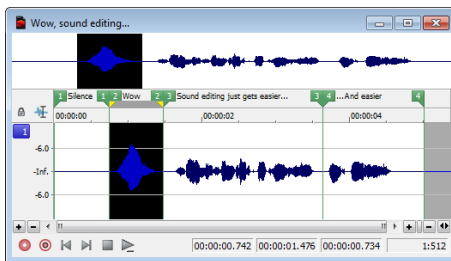 Wow, sound editing...
1 Silence 1 2 Wow 2 3 Sound editing just gets easier... 3 4 ...And easier 4
00:00:00 00:00:02 00:00:04
1
-6.0
-Inf.
-6.0
00:00:00.742 00:00:01.476 00:00:00.734 1:512